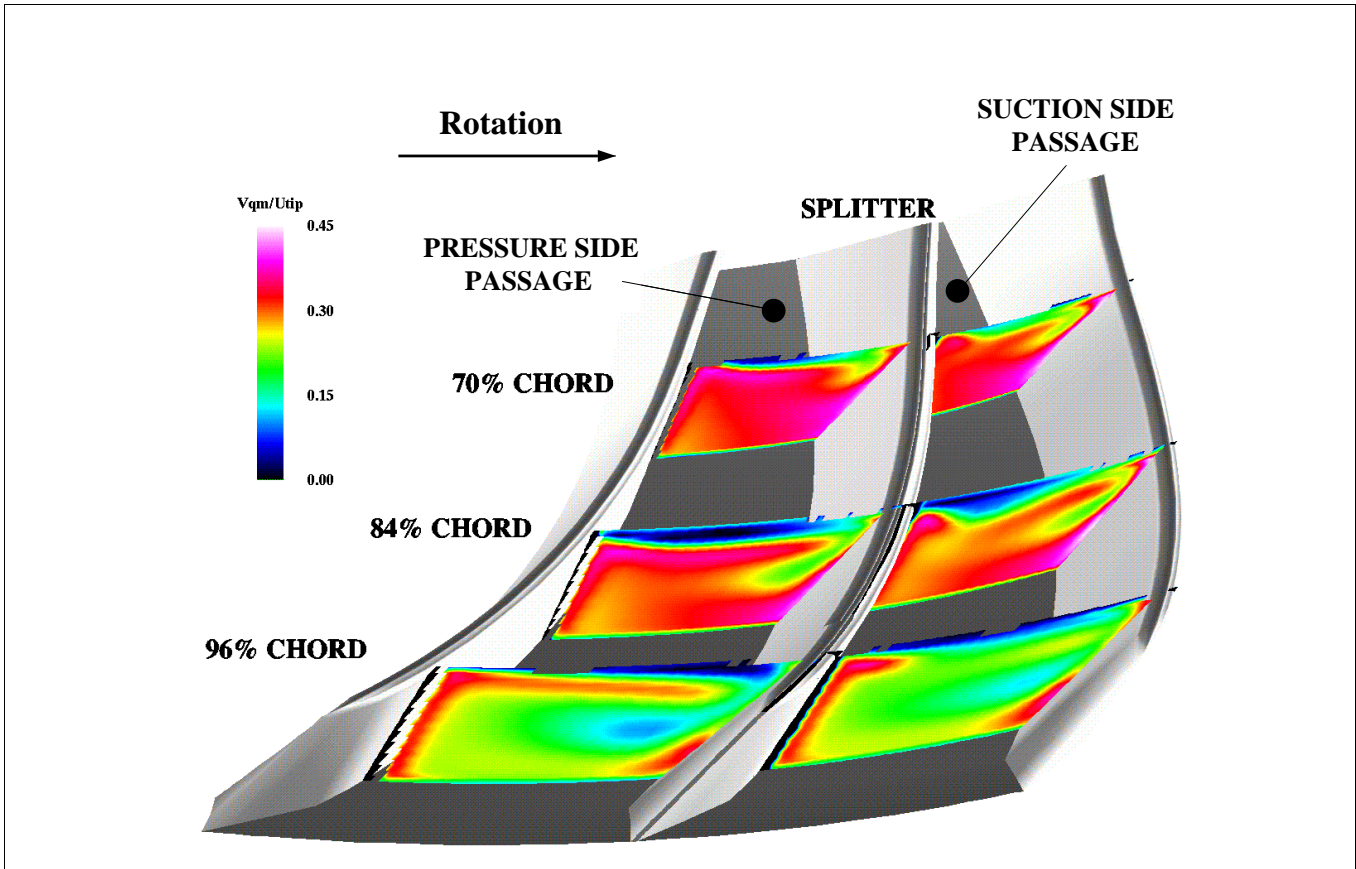 Rotation
SUCTION SIDE
PASSAGE
Vqm/Utip
0.45
0.30
0.15
0.00
SPLITTER
PRESSURE SIDE
PASSAGE
70% CHORD
84% CHORD
96% CHORD